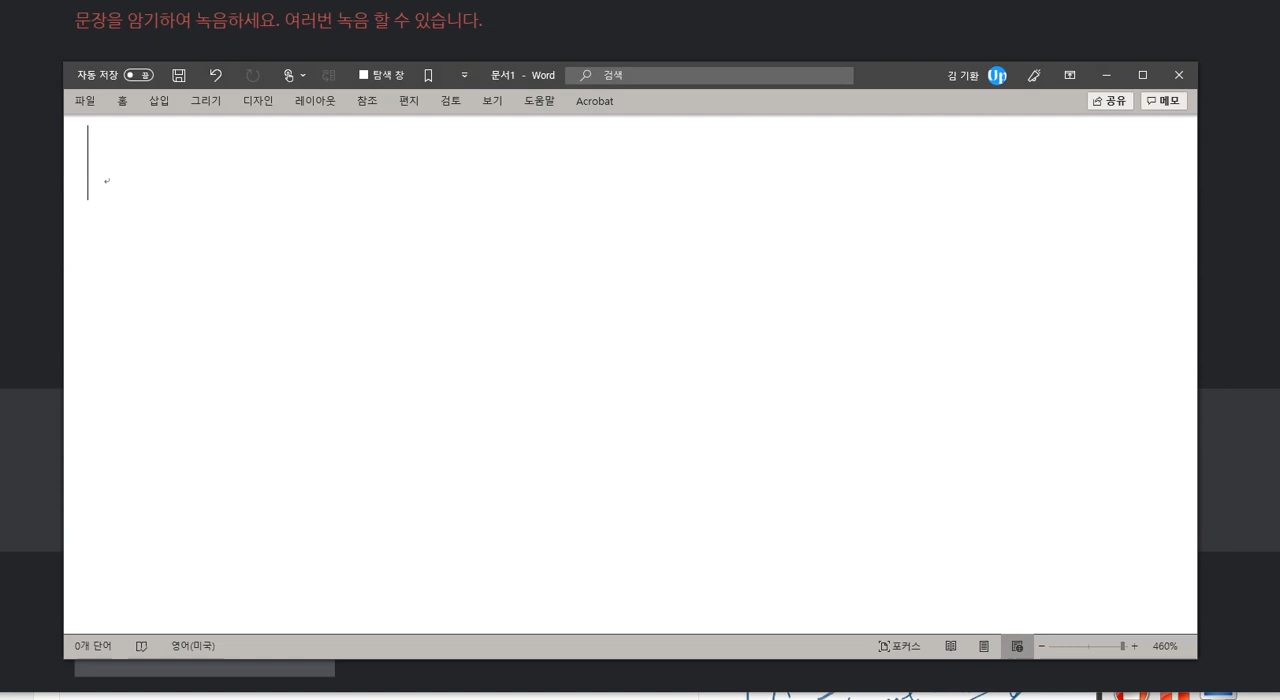 문장을 암기하여 녹음하세요. 여러번 녹음 할 수 있습니다.
자동 저장 끔 탐색 창 문서1 - Word 검색 김 기환 Up
파일 홈 삽입 그리기 디자인 레이아웃 참조 편지 검토 보기 도움말 Acrobat 공유 메모
0개 단어 영어(미국) 포커스 460%